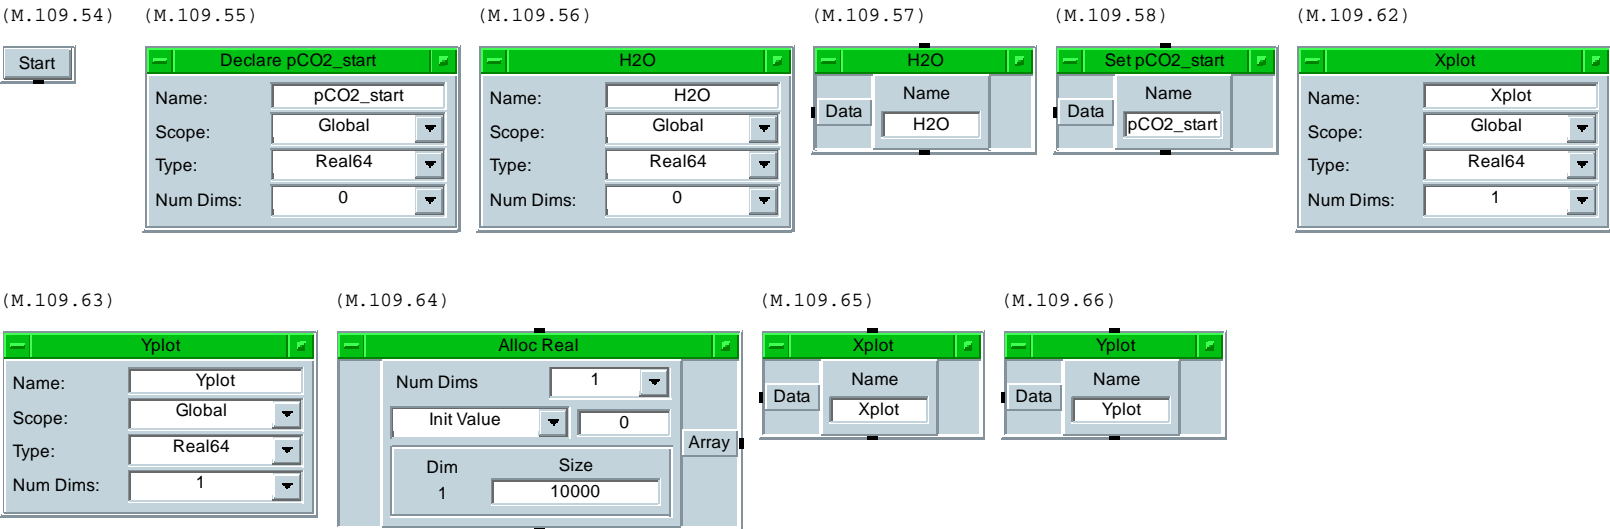 (M.109.54) (M.109.55) (M.109.56) (M.109.57) (M.109.58) (M.109.62)
Start
Declare pCO2_start
Name: pCO2_start
Scope: Global
Type: Real64
Num Dims: 0
H2O
Name: H2O
Scope: Global
Type: Real64
Num Dims: 0
H2O
Name
Data
H2O
Set pCO2_start
Name
Data
pCO2_start
Xplot
Name: Xplot
Scope: Global
Type: Real64
Num Dims: 1
(M.109.63) (M.109.64) (M.109.65) (M.109.66)
Yplot
Name: Yplot
Scope: Global
Type: Real64
Num Dims: 1
Alloc Real
Num Dims 1
Init Value 0
Array
Dim Size
1 10000
Xplot
Name
Data
Xplot
Yplot
Name
Data
Yplot